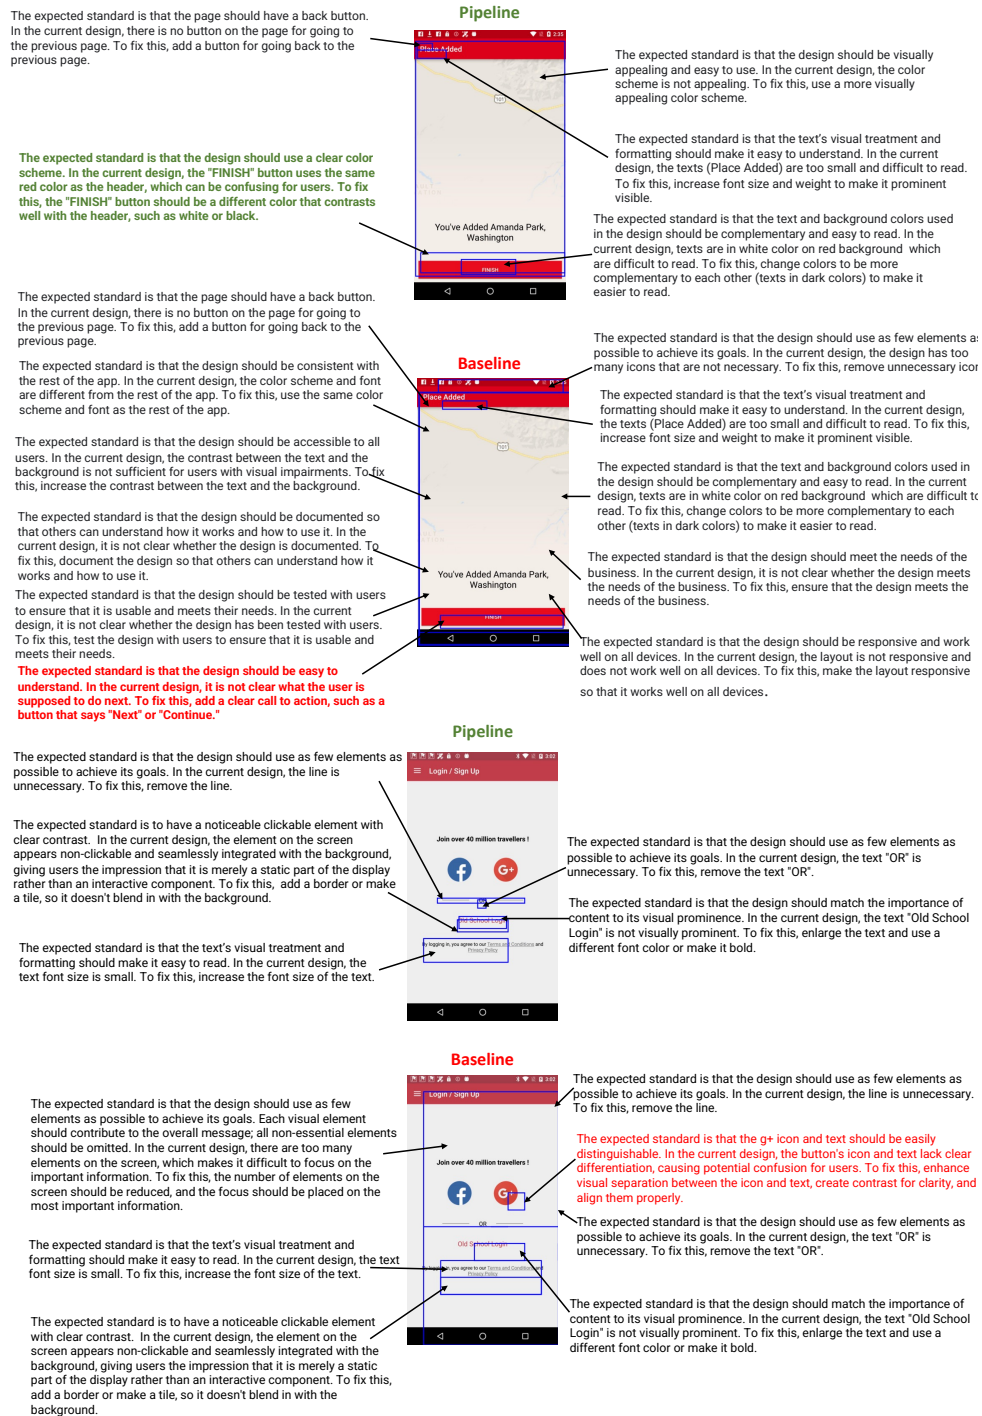 Pipeline
The expected standard is that the page should have a back button.
In the current design, there is no button on the page for going to
the previous page. To fix this, add a button for going back to the
previous page.
2:35
Place Added
The expected standard is that the design should be visually
appealing and easy to use. In the current design, the color
scheme is not appealing. To fix this, use a more visually
appealing color scheme.
101
The expected standard is that the text's visual treatment and
formatting should make it easy to understand. In the current
design, the texts (Place Added) are too small and difficult to read.
To fix this, increase font size and weight to make it prominent
visible.
The expected standard is that the design should use a clear color
scheme. In the current design, the "FINISH" button uses the same
red color as the header, which can be confusing for users. To fix
this, the "FINISH" button should be a different color that contrasts
well with the header, such as white or black.
The expected standard is that the text and background colors used
in the design should be complementary and easy to read. In the
current design, texts are in white color on red background which
are difficult to read. To fix this, change colors to be more
complementary to each other (texts in dark colors) to make it
easier to read.
You've Added Amanda Park,
Washington
FINISH
The expected standard is that the page should have a back button.
In the current design, there is no button on the page for going to
the previous page. To fix this, add a button for going back to the
previous page.
Baseline
The expected standard is that the design should use as few elements as
possible to achieve its goals. In the current design, the design has too
many icons that are not necessary. To fix this, remove unnecessary icon
The expected standard is that the design should be consistent with
the rest of the app. In the current design, the color scheme and font
are different from the rest of the app. To fix this, use the same color
scheme and font as the rest of the app.
Place Added
The expected standard is that the text's visual treatment and
formatting should make it easy to understand. In the current design,
the texts (Place Added) are too small and difficult to read. To fix this,
increase font size and weight to make it prominent visible.
101
The expected standard is that the design should be accessible to all
users. In the current design, the contrast between the text and the
background is not sufficient for users with visual impairments. To fix
this, increase the contrast between the text and the background.
The expected standard is that the text and background colors used in
the design should be complementary and easy to read. In the current
design, texts are in white color on red background which are difficult to
read. To fix this, change colors to be more complementary to each
other (texts in dark colors) to make it easier to read.
The expected standard is that the design should be documented so
that others can understand how it works and how to use it. In the
current design, it is not clear whether the design is documented. To
fix this, document the design so that others can understand how it
works and how to use it.
The expected standard is that the design should meet the needs of the
business. In the current design, it is not clear whether the design meets
the needs of the business. To fix this, ensure that the design meets the
needs of the business.
You've Added Amanda Park,
Washington
The expected standard is that the design should be tested with users
to ensure that it is usable and meets their needs. In the current
design, it is not clear whether the design has been tested with users.
To fix this, test the design with users to ensure that it is usable and
meets their needs.
FINISH
The expected standard is that the design should be responsive and work
well on all devices. In the current design, the layout is not responsive and
does not work well on all devices. To fix this, make the layout responsive
so that it works well on all devices.
The expected standard is that the design should be easy to
understand. In the current design, it is not clear what the user is
supposed to do next. To fix this, add a clear call to action, such as a
button that says "Next" or "Continue."
Pipeline
The expected standard is that the design should use as few elements as
possible to achieve its goals. In the current design, the line is
unnecessary. To fix this, remove the line.
3:02
Login / Sign Up
The expected standard is to have a noticeable clickable element with
clear contrast. In the current design, the element on the screen
appears non-clickable and seamlessly integrated with the background,
giving users the impression that it is merely a static part of the display
rather than an interactive component. To fix this, add a border or make
a tile, so it doesn't blend in with the background.
Join over 40 million travellers !
f
G+
The expected standard is that the design should use as few elements as
possible to achieve its goals. In the current design, the text "OR" is
unnecessary. To fix this, remove the text "OR".
OR
Old School Login
The expected standard is that the design should match the importance of
content to its visual prominence. In the current design, the text "Old School
Login" is not visually prominent. To fix this, enlarge the text and use a
different font color or make it bold.
The expected standard is that the text's visual treatment and
formatting should make it easy to read. In the current design, the
text font size is small. To fix this, increase the font size of the text.
By logging in, you agree to our Terms and Conditions and
Privacy Policy
Baseline
3:02
Login / Sign Up
The expected standard is that the design should use as few elements as
possible to achieve its goals. In the current design, the line is unnecessary.
To fix this, remove the line.
The expected standard is that the design should use as few
elements as possible to achieve its goals. Each visual element
should contribute to the overall message; all non-essential elements
should be omitted. In the current design, there are too many
elements on the screen, which makes it difficult to focus on the
important information. To fix this, the number of elements on the
screen should be reduced, and the focus should be placed on the
most important information.
The expected standard is that the g+ icon and text should be easily
distinguishable. In the current design, the button's icon and text lack clear
differentiation, causing potential confusion for users. To fix this, enhance
visual separation between the icon and text, create contrast for clarity, and
align them properly.
Join over 40 million travellers !
f
G+
The expected standard is that the design should use as few elements as
possible to achieve its goals. In the current design, the text "OR" is
unnecessary. To fix this, remove the text "OR".
OR
Old School Login
The expected standard is that the text's visual treatment and
formatting should make it easy to read. In the current design, the text
font size is small. To fix this, increase the font size of the text.
By logging in, you agree to our Terms and Conditions and
Privacy Policy
The expected standard is that the design should match the importance of
content to its visual prominence. In the current design, the text "Old School
Login" is not visually prominent. To fix this, enlarge the text and use a
different font color or make it bold.
The expected standard is to have a noticeable clickable element
with clear contrast. In the current design, the element on the
screen appears non-clickable and seamlessly integrated with the
background, giving users the impression that it is merely a static
part of the display rather than an interactive component. To fix this,
add a border or make a tile, so it doesn't blend in with the
background.